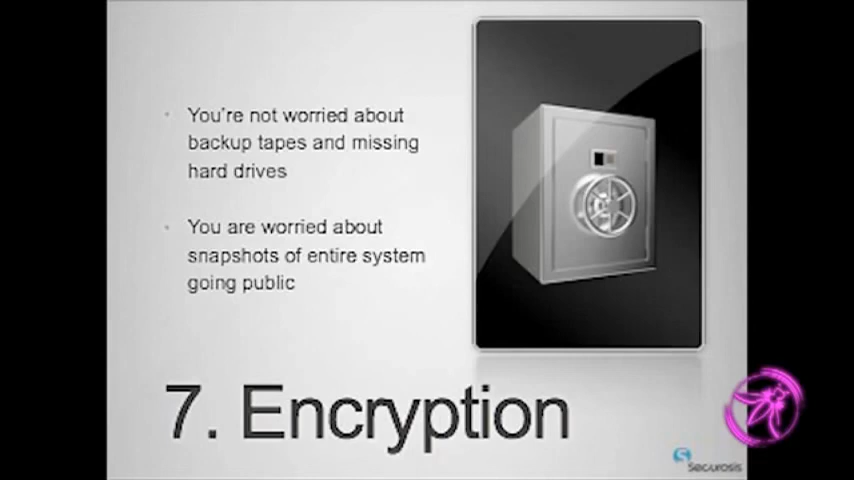 You're not worried about
backup tapes and missing
hard drives
You are worried about
snapshots of entire system
going public
7. Encryption
Securosis